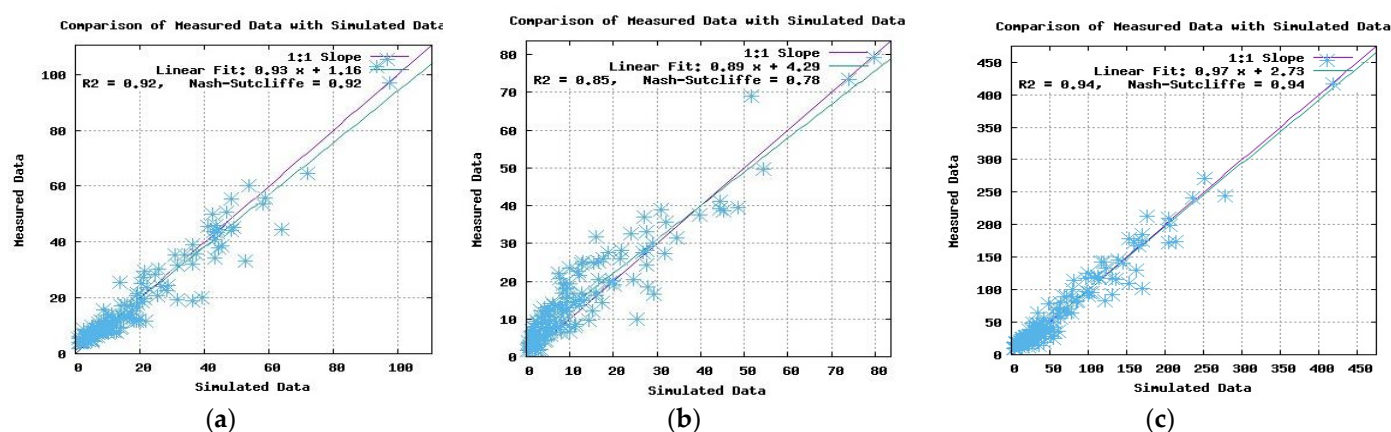 Comparison of Measured Data with Simulated Data
1:1 Slope
Linear Fit: 0.93 x + 1.16
R2 = 0.92, Nash-Sutcliffe = 0.92
100
80
60
40
20
0
0 20 40 60 80 100
Measured Data
Simulated Data
(a)
Comparison of Measured Data with Simulated Data
1:1 Slope
Linear Fit: 0.89 x + 4.29
R2 = 0.85, Nash-Sutcliffe = 0.78
80
70
60
50
40
30
20
10
0
0 10 20 30 40 50 60 70 80
Measured Data
Simulated Data
(b)
Comparison of Measured Data with Simulated Data
1:1 Slope
Linear Fit: 0.97 x + 2.73
R2 = 0.94, Nash-Sutcliffe = 0.94
450
400
350
300
250
200
150
100
50
0
0 50 100 150 200 250 300 350 400 450
Measured Data
Simulated Data
(c)